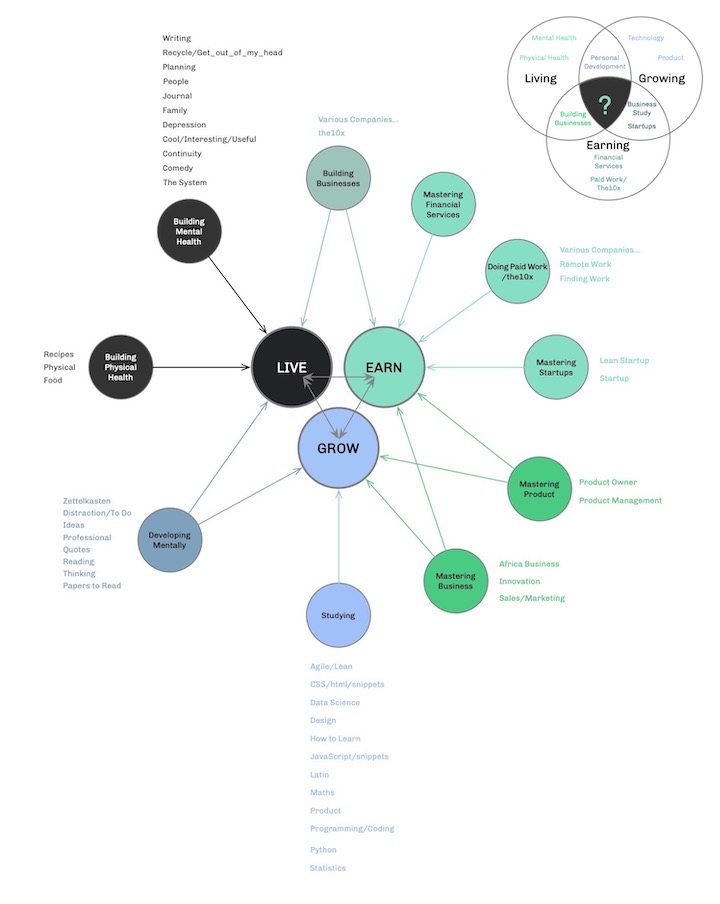 Writing
Recycle/Get_out_of_my_head
Planning
People
Journal
Family
Depression
Cool/Interesting/Useful
Continuity
Comedy
The System
Building
Mental
Health
Various Companies...
the10x
Building
Businesses
Mastering
Financial
Services
Mental Health
Physical Health
Living
Technology
Product
Growing
Personal
Development
?
Building
Businesses
Business
Study
Startups
Earning
Financial
Services
Paid Work/
The10x
Doing Paid Work
/the10x
Various Companies...
Remote Work
Finding Work
Recipes
Physical
Food
Building
Physical
Health
LIVE
EARN
GROW
Mastering
Startups
Lean Startup
Startup
Mastering
Product
Product Owner
Product Management
Zettelkasten
Distraction/To Do
Ideas
Professional
Quotes
Reading
Thinking
Papers to Read
Developing
Mentally
Mastering
Business
Africa Business
Innovation
Sales/Marketing
Studying
Agile/Lean
CSS/html/snippets
Data Science
Design
How to Learn
JavaScript/snippets
Latin
Maths
Product
Programming/Coding
Python
Statistics